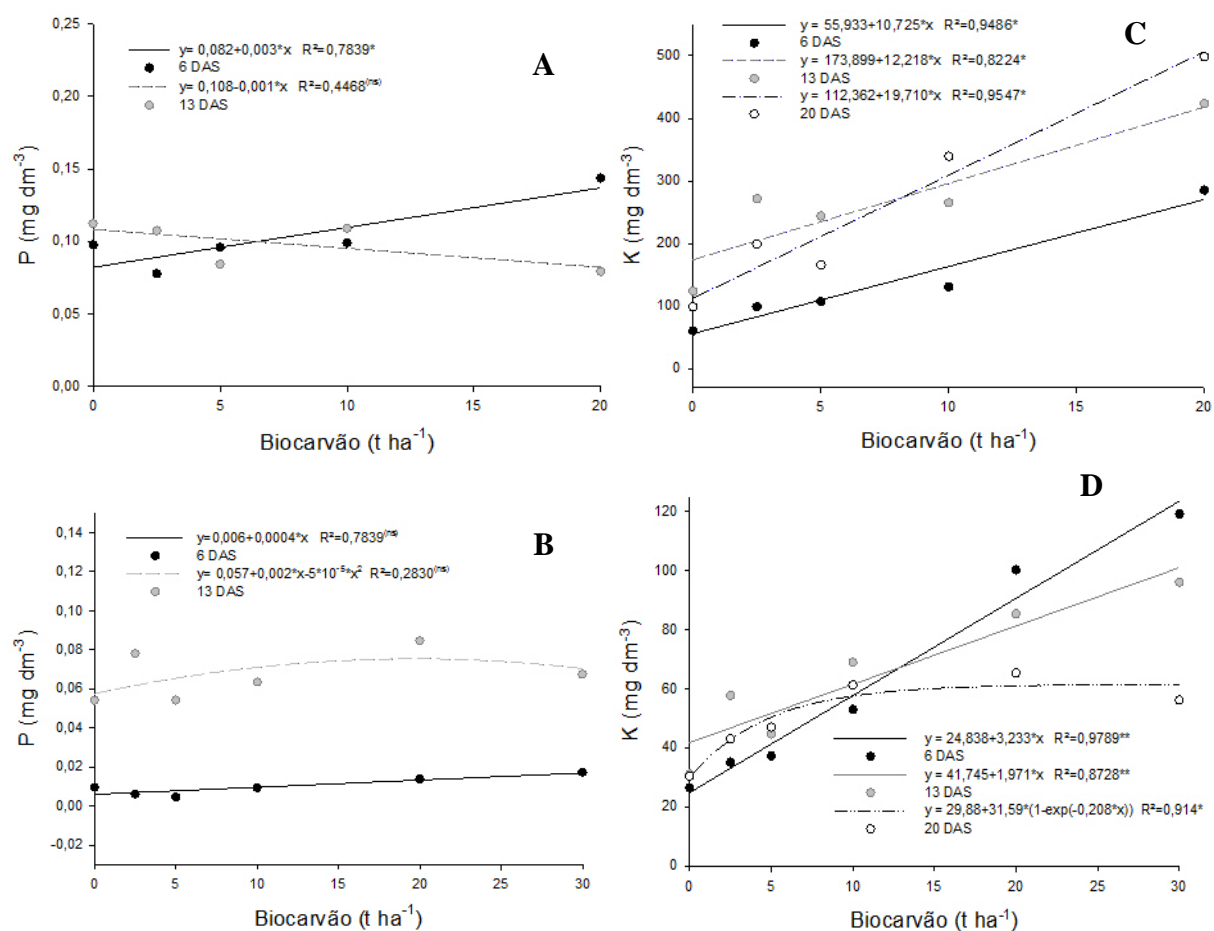 A
y= 0,082+0,003*x R²=0,7839*
6 DAS
y= 0,108-0,001*x R²=0,4468(ns)
13 DAS
0,25
0,20
0,15
0,10
0,05
0,00
P (mg dm-3)
0 5 10 15 20
Biocarvão (t ha-1)
C
y = 55,933+10,725*x R²=0,9486*
6 DAS
y = 173,899+12,218*x R²=0,8224*
13 DAS
y = 112,362+19,710*x R²=0,9547*
20 DAS
500
400
300
200
100
0
K (mg dm-3)
0 5 10 15 20
Biocarvão (t ha-1)
B
y=0,006+0,0004*x R²=0,7839(ns)
6 DAS
y= 0,057+0,002*x-5*10-5*x2 R²=0,2830(ns)
13 DAS
0,14
0,12
0,10
0,08
0,06
0,04
0,02
0,00
-0,02
P (mg dm-3)
0 5 10 15 20 25 30
Biocarvão (t ha-1)
D
120
100
80
60
40
20
0
K (mg dm-3)
y = 24,838+3,233*x R²=0,9789**
6 DAS
y = 41,745+1,971*x R²=0,8728**
13 DAS
y = 29,88+31,59*(1-exp(-0,208*x)) R²=0,914*
20 DAS
0 5 10 15 20 25 30
Biocarvão (t ha-1)